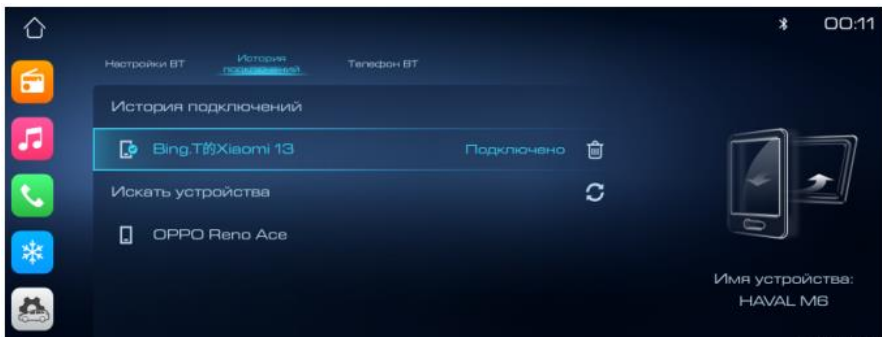 00:11
Настройки BT
История
подключений
Телефон BT
История подключений
Bing.T的Xiaomi 13 Подключено
Искать устройства
OPPO Reno Ace
Имя устройства:
HAVAL M6